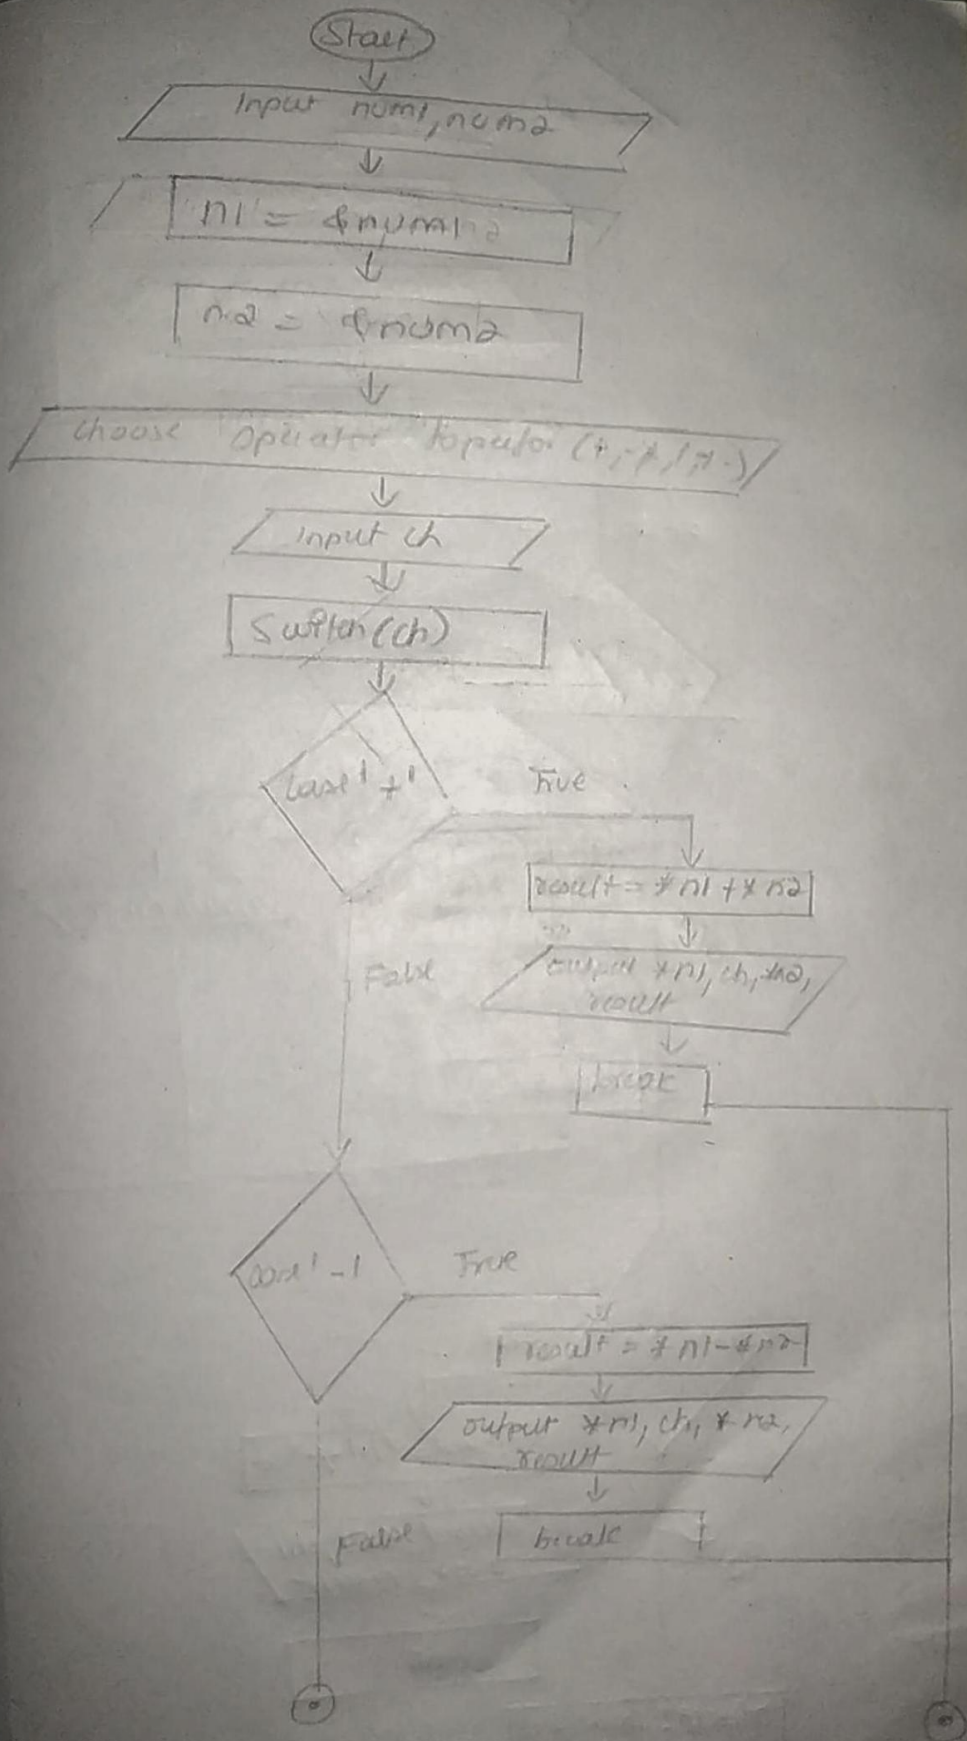 Start
Input num1, num2
n1 = &num1
n2 = &num2
Choose Operator
Input ch
Switch(ch)
Case '+'
True
result = *n1 + *n2
output *n1, ch, *n2,
result
False
break
case '-'
True
result = *n1 - *n2
output *n1, ch, *n2,
result
False
break